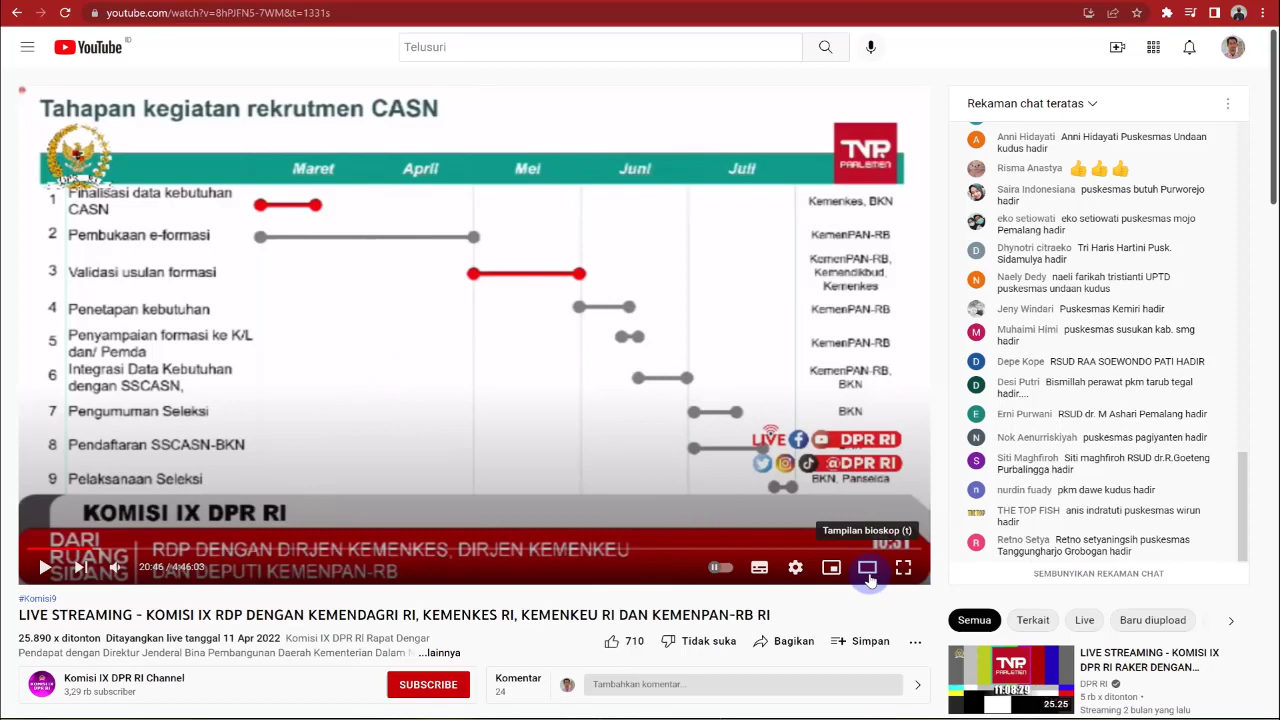 youtube.com/watch?v=8hPJFN5-7WM&t=1331s
YouTube ID
Telusuri
Tahapan kegiatan rekrutmen CASN
TVR PARLEMEN
Maret April Mei Juni Juli
1 Finalisasi data kebutuhan CASN Kemenkes, BKN
2 Pembukaan e-formasi KemenPAN-RB
3 Validasi usulan formasi KemenPAN-RB, Kemendikbud, Kemenkes
4 Penetapan kebutuhan KemenPAN-RB
5 Penyampaian formasi ke K/L dan/ Pemda KemenPAN-RB
6 Integrasi Data Kebutuhan dengan SSCASN, KemenPAN-RB, BKN
7 Pengumuman Seleksi BKN
8 Pendaftaran SSCASN-BKN
9 Pelaksanaan Seleksi BKN, Panselca
LIVE DPR RI
@DPR RI
KOMISI IX DPR RI
DARI RUANG SIDANG
RDP DENGAN DIRJEN KEMENKES, DIRJEN KEMENKEU
DAN DEPUTI KEMENPAN-RB
Tampilan bioskop (t)
10:51
20:46 / 4:46:03
#Komisi9
LIVE STREAMING - KOMISI IX RDP DENGAN KEMENDAGRI RI, KEMENKES RI, KEMENKEU RI DAN KEMENPAN-RB RI
25.890 x ditonton Ditayangkan live tanggal 11 Apr 2022 Komisi IX DPR RI Rapat Dengar
Pendapat dengan Direktur Jenderal Bina Pembangunan Daerah Kementerian Dalam N ...lainnya
710 Tidak suka Bagikan Simpan
Komisi IX DPR RI Channel
3,29 rb subscriber
SUBSCRIBE
Komentar
24
Tambahkan komentar...
Rekaman chat teratas
Anni Hidayati Anni Hidayati Puskesmas Undaan
kudus hadir
Risma Anastya
Saira Indonesiana puskesmas butuh Purworejo
hadir
eko setiowati eko setiowati puskesmas mojo
Pemalang hadir
Dhynotri citraeko Tri Haris Hartini Pusk.
Sidamulya hadir
Naely Dedy naeli farikah tristianti UPTD
puskesmas undaan kudus
Jeny Windari Puskesmas Kemiri hadir
Muhaimi Himi puskesmas susukan kab. smg
hadir
Depe Kope RSUD RAA SOEWONDO PATI HADIR
Desi Putri Bismillah perawat pkm tarub tegal
hadir....
Erni Purwani RSUD dr. M Ashari Pemalang hadir
Nok Aenurriskiyah puskesmas pagiyanten hadir
Siti Maghfiroh Siti maghfiroh RSUD dr.R.Goeteng
Purbalingga hadir
nurdin fuady pkm dawe kudus hadir
THE TOP FISH anis indratuti puskesmas wirun
hadir
Retno Setya Retno setyaningsih puskesmas
Tanggungharjo Grobogan hadir
SEMBUNYIKAN REKAMAN CHAT
Semua Terkait Live Baru diupload
LIVE STREAMING - KOMISI IX
DPR RI RAKER DENGAN...
DPR RI
5 rb x ditonton •
Streaming 2 bulan yang lalu
TVR
PARLEMEN
11:08:29
25.25